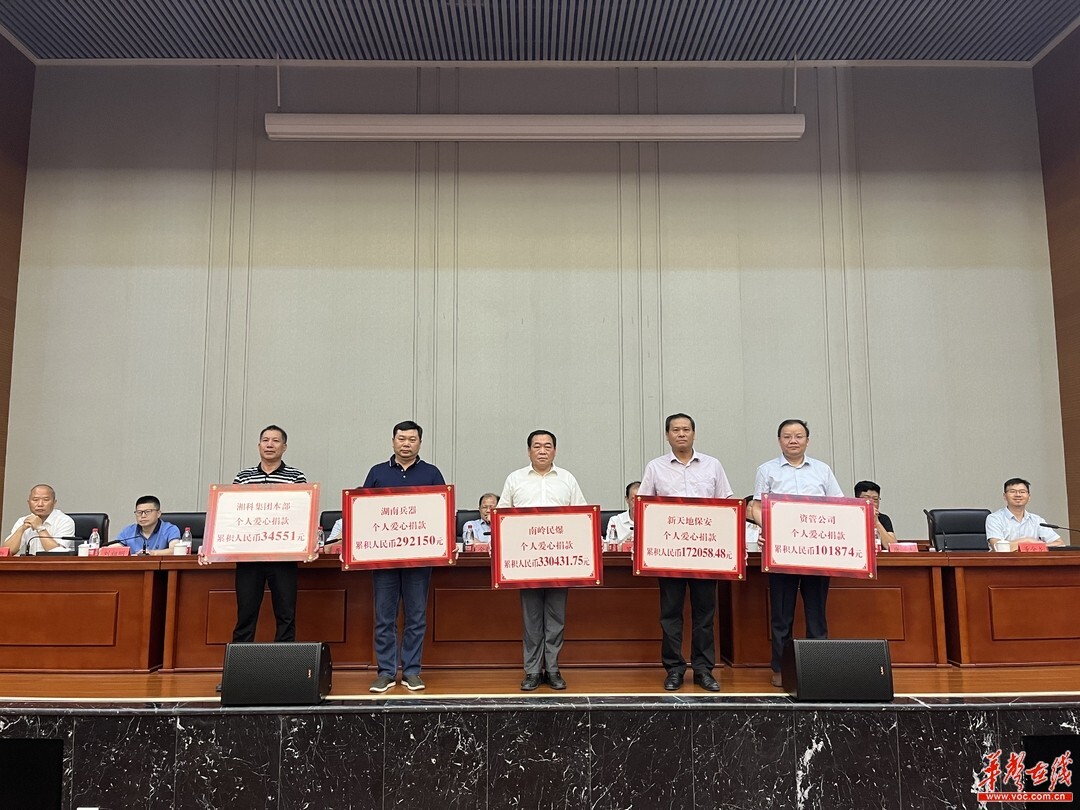 湘科集团本部
个人爱心捐款
累积人民币34551元
湖南兵器
个人爱心捐款
累积人民币292150元
南岭民爆
个人爱心捐款
累积人民币330431.75元
新天地保安
个人爱心捐款
累积人民币172058.48元
资管公司
个人爱心捐款
累积人民币101874元
华声在线
www.voc.com.cn